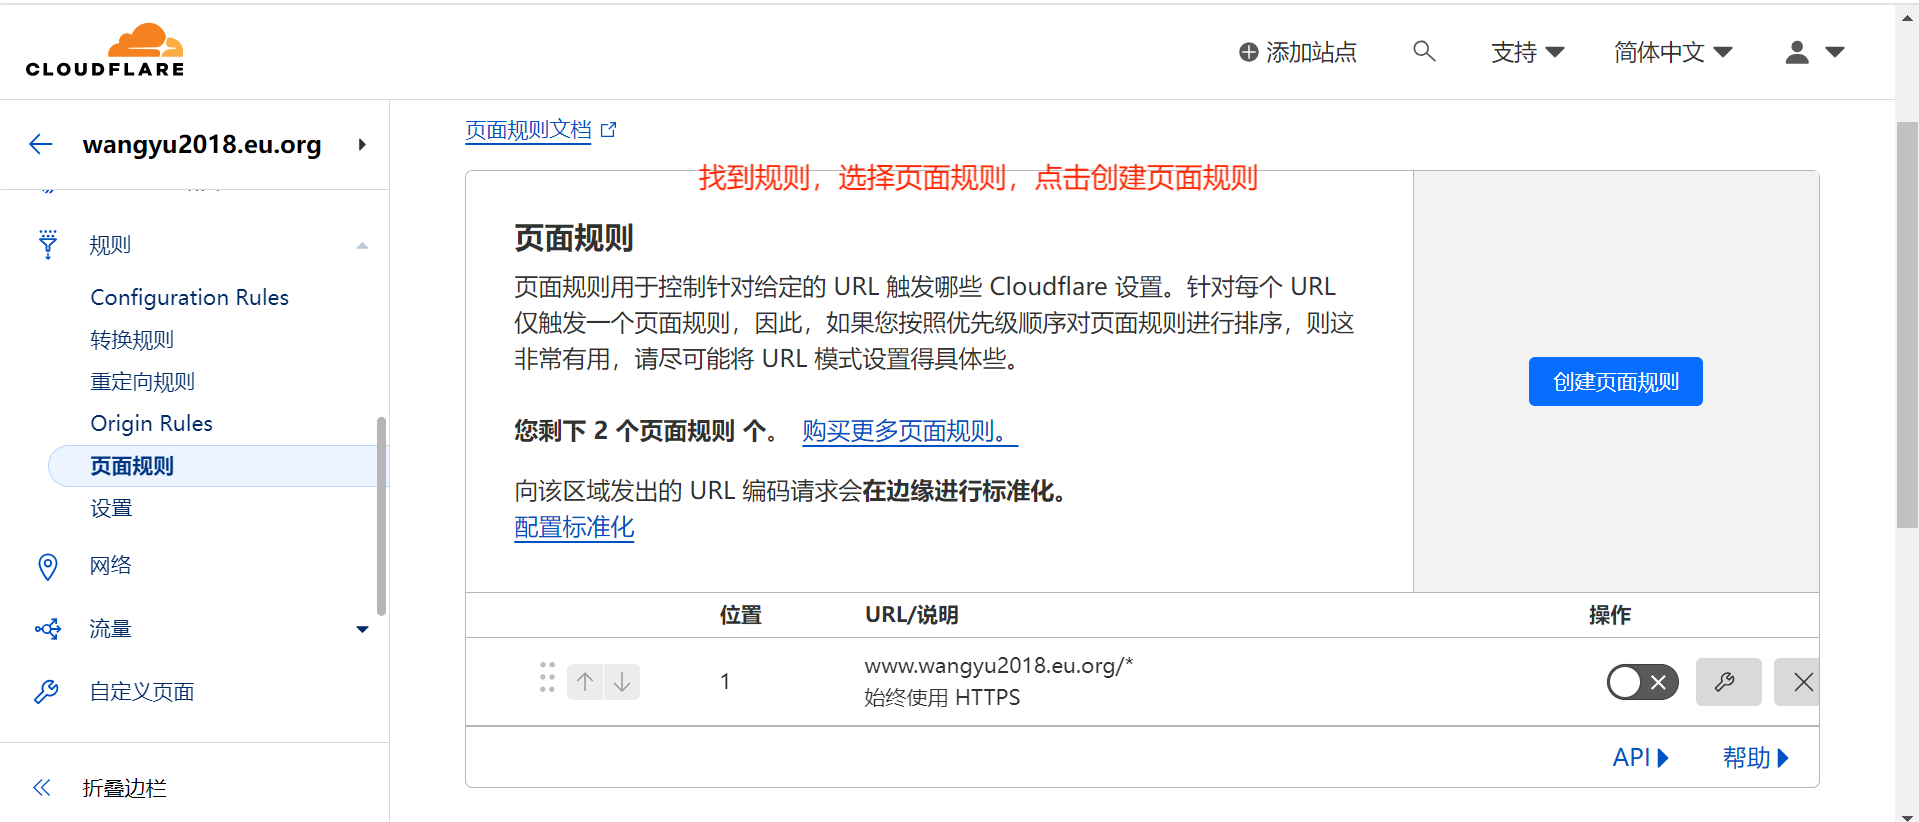 CLOUDFLARE
添加站点
支持
简体中文
wangyu2018.eu.org
规则
Configuration Rules
转换规则
重定向规则
Origin Rules
页面规则
设置
网络
流量
自定义页面
折叠边栏
页面规则文档
找到规则，选择页面规则，点击创建页面规则
页面规则
页面规则用于控制针对给定的 URL 触发哪些 Cloudflare 设置。针对每个 URL
仅触发一个页面规则，因此，如果您按照优先级顺序对页面规则进行排序，则这
非常有用，请尽可能将 URL 模式设置得具体些。
您剩下 2 个页面规则 个。 购买更多页面规则。
向该区域发出的 URL 编码请求会在边缘进行标准化。
配置标准化
创建页面规则
位置 URL/说明 操作
1
www.wangyu2018.eu.org/*
始终使用 HTTPS
API 帮助